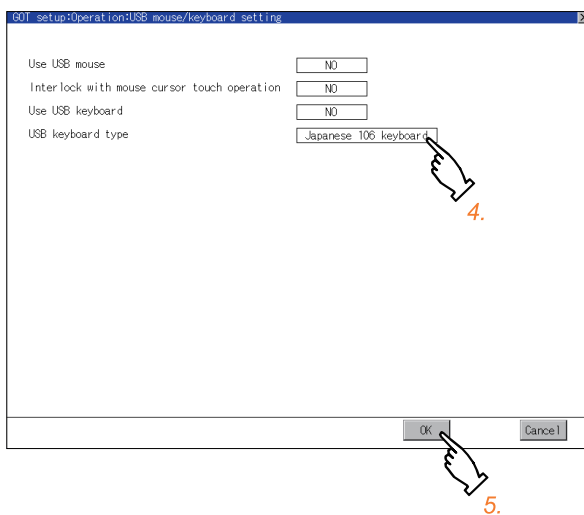 GOT setup:Operation:USB mouse/keyboard setting
Use USB mouse NO
Interlock with mouse cursor touch operation NO
Use USB keyboard NO
USB keyboard type Japanese 106 keyboard
4.
OK Cancel
5.